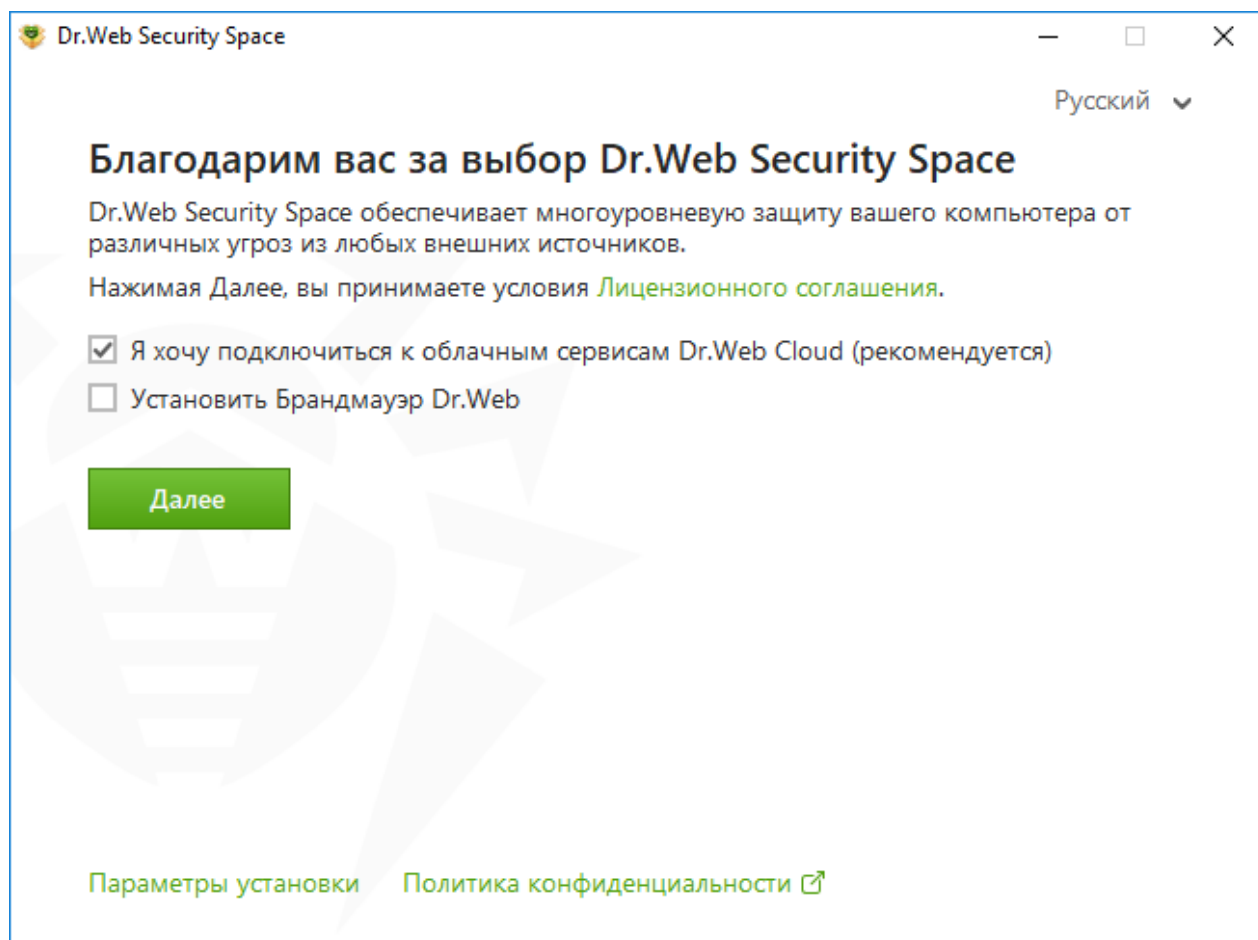 Dr.Web Security Space
Русский
Благодарим вас за выбор Dr.Web Security Space
Dr.Web Security Space обеспечивает многоуровневую защиту вашего компьютера от
различных угроз из любых внешних источников.
Нажимая Далее, вы принимаете условия Лицензионного соглашения.
Я хочу подключиться к облачным сервисам Dr.Web Cloud (рекомендуется)
Установить Брандмауэр Dr.Web
Далее
Параметры установки Политика конфиденциальности